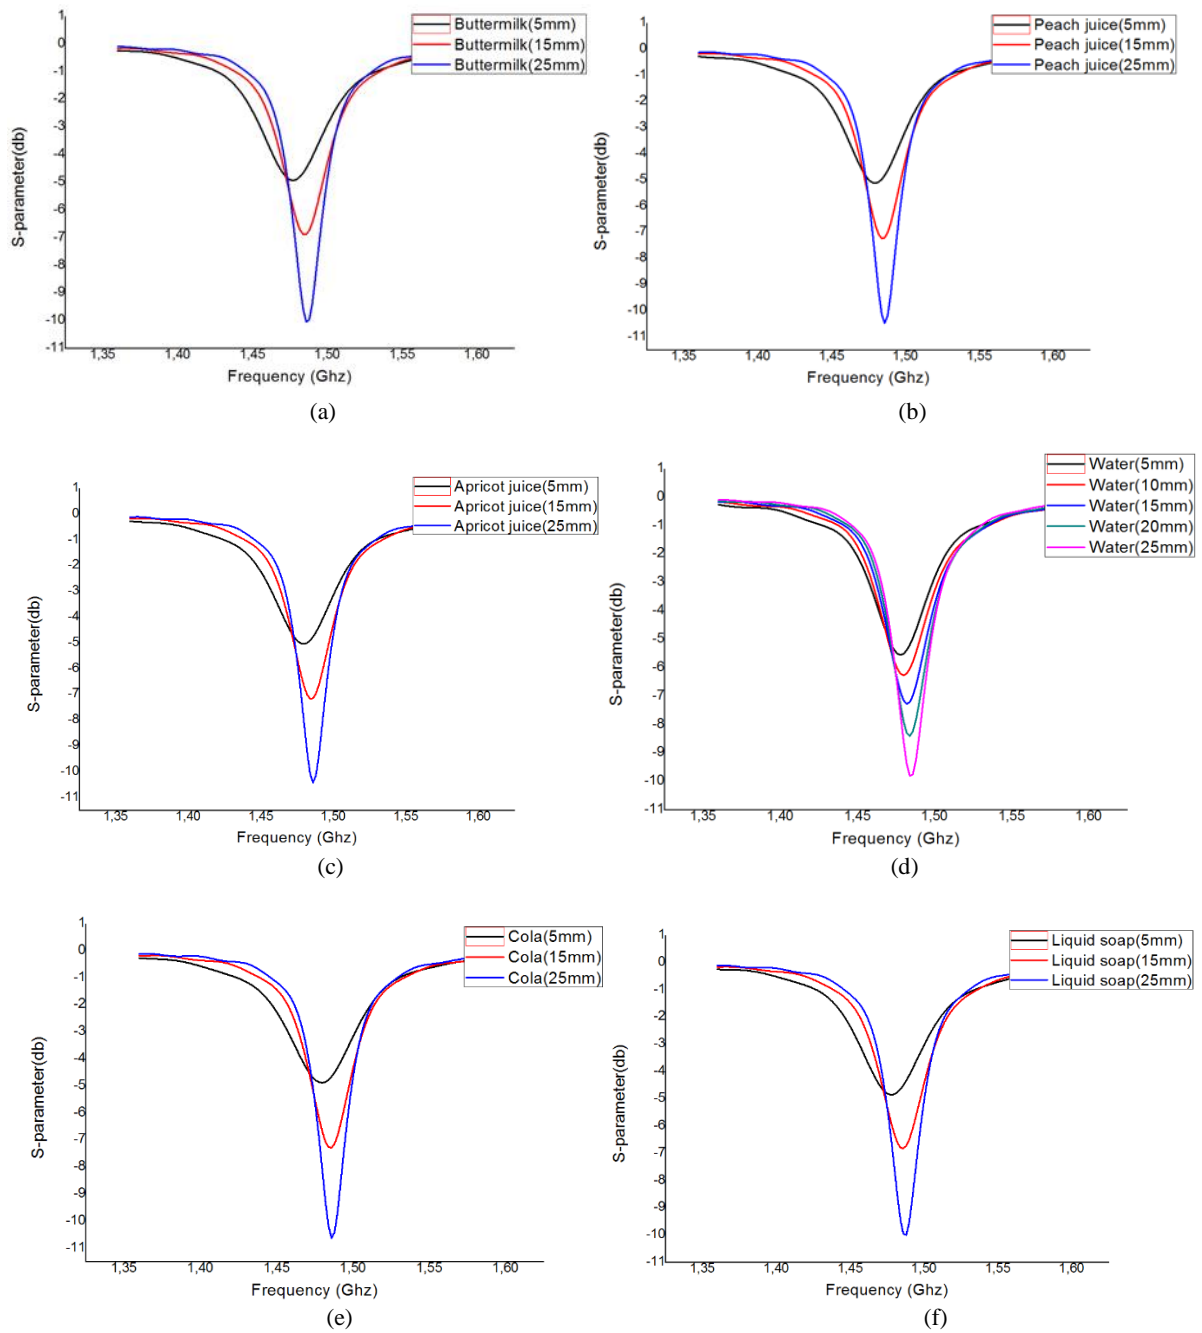 Buttermilk(5mm)
Buttermilk(15mm)
Buttermilk(25mm)
1
0
-1
-2
-3
-4
-5
-6
-7
-8
-9
-10
-11
S-parameter(db)
1,35 1,40 1,45 1,50 1,55 1,60
Frequency (Ghz)
(a)
Peach juice(5mm)
Peach juice(15mm)
Peach juice(25mm)
1
0
-1
-2
-3
-4
-5
-6
-7
-8
-9
-10
-11
S-parameter(db)
1,35 1,40 1,45 1,50 1,55 1,60
Frequency (Ghz)
(b)
Apricot juice(5mm)
Apricot juice(15mm)
Apricot juice(25mm)
1
0
-1
-2
-3
-4
-5
-6
-7
-8
-9
-10
-11
S-parameter(db)
1,35 1,40 1,45 1,50 1,55 1,60
Frequency (Ghz)
(c)
Water(5mm)
Water(10mm)
Water(15mm)
Water(20mm)
Water(25mm)
1
0
-1
-2
-3
-4
-5
-6
-7
-8
-9
-10
-11
S-parameter(db)
1,35 1,40 1,45 1,50 1,55 1,60
Frequency (Ghz)
(d)
Cola(5mm)
Cola(15mm)
Cola(25mm)
1
0
-1
-2
-3
-4
-5
-6
-7
-8
-9
-10
-11
S-parameter(db)
1,35 1,40 1,45 1,50 1,55 1,60
Frequency (Ghz)
(e)
Liquid soap(5mm)
Liquid soap(15mm)
Liquid soap(25mm)
1
0
-1
-2
-3
-4
-5
-6
-7
-8
-9
-10
-11
S-parameter(db)
1,35 1,40 1,45 1,50 1,55 1,60
Frequency (Ghz)
(f)